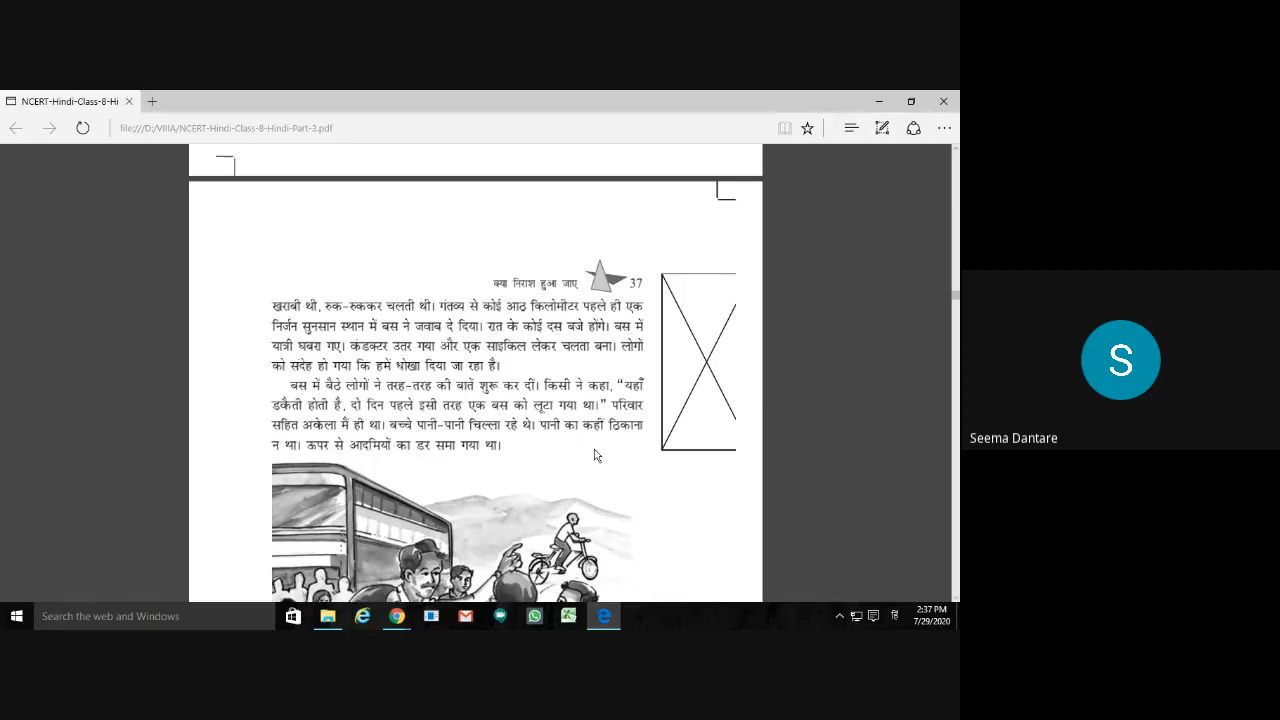 NCERT-Hindi-Class-8-Hi
file:///D:/VIIIA/NCERT-Hindi-Class-8-Hindi-Part-3.pdf
क्या निराश हुआ जाए 37
खराबी थी, रुक-रुककर चलती थी। गंतव्य से कोई आठ किलोमीटर पहले ही एक
निर्जन सुनसान स्थान में बस ने जवाब दे दिया। रात के कोई दस बजे होंगे। बस में
यात्री घबरा गए। कंडक्टर उतर गया और एक साइकिल लेकर चलता बना। लोगों
को संदेह हो गया कि हमें धोखा दिया जा रहा है।
बस में बैठे लोगों ने तरह-तरह की बातें शुरू कर दीं। किसी ने कहा, “यहाँ
डकैती होती है, दो दिन पहले इसी तरह एक बस को लूटा गया था।” परिवार
सहित अकेला मैं ही था। बच्चे पानी-पानी चिल्ला रहे थे। पानी का कहीं ठिकाना
न था। ऊपर से आदमियों का डर समा गया था।
S
Seema Dantare
Search the web and Windows
हि
2:37 PM
7/29/2020